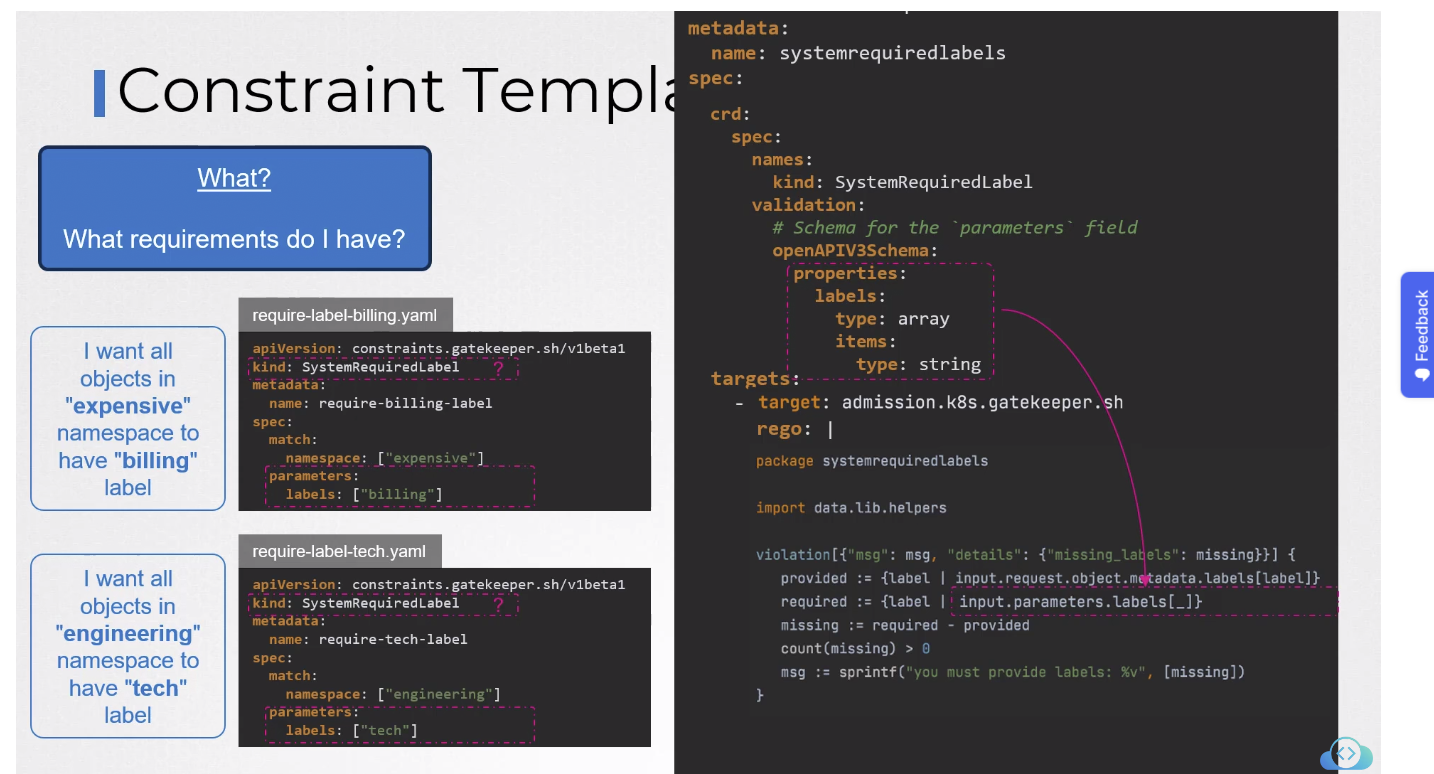 Constraint Templa
What?
What requirements do I have?
I want all
objects in
"expensive"
namespace to
have "billing"
label
require-label-billing.yaml
apiVersion: constraints.gatekeeper.sh/v1beta1
kind: SystemRequiredLabel ?
metadata:
name: require-billing-label
spec:
match:
namespace: ["expensive"]
parameters:
labels: ["billing"]
I want all
objects in
"engineering"
namespace to
have "tech"
label
require-label-tech.yaml
apiVersion: constraints.gatekeeper.sh/v1beta1
kind: SystemRequiredLabel ?
metadata:
name: require-tech-label
spec:
match:
namespace: ["engineering"]
parameters:
labels: ["tech"]
metadata:
name: systemrequiredlabels
spec:
crd:
spec:
names:
kind: SystemRequiredLabel
validation:
# Schema for the `parameters` field
openAPIV3Schema:
properties:
labels:
type: array
items:
type: string
targets:
- target: admission.k8s.gatekeeper.sh
rego: |
package systemrequiredlabels
import data.lib.helpers
violation[{"msg": msg, "details": {"missing_labels": missing}}] {
provided := {label | input.request.object.metadata.labels[label]}
required := {label | input.parameters.labels[_]}
missing := required - provided
count(missing) > 0
msg := sprintf("you must provide labels: %v", [missing])
}
Feedback